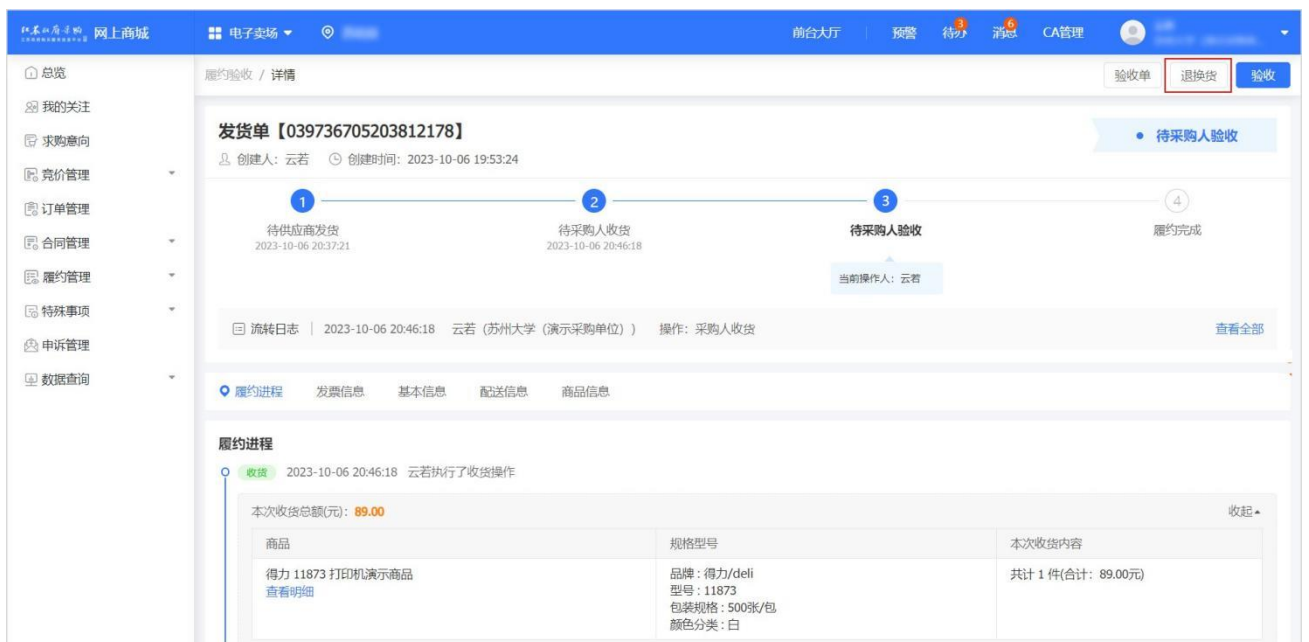 网上商城
电子卖场
前台大厅
预警
待办
3
消息
6
CA管理
总览
我的关注
求购意向
竞价管理
订单管理
合同管理
履约管理
特殊事项
申诉管理
数据查询
履约验收 / 详情
验收单
退换货
验收
发货单【039736705203812178】
待采购人验收
创建人：云若 创建时间：2023-10-06 19:53:24
1
2
3
4
待供应商发货
2023-10-06 20:37:21
待采购人收货
2023-10-06 20:46:18
待采购人验收
履约完成
当前操作人：云若
流转日志 2023-10-06 20:46:18 云若（苏州大学（演示采购单位）） 操作：采购人收货
查看全部
履约进程 发票信息 基本信息 配送信息 商品信息
履约进程
收货 2023-10-06 20:46:18 云若执行了收货操作
本次收货总额(元)：89.00
收起
商品 规格型号 本次收货内容
得力 11873 打印机演示商品
查看明细
品牌 : 得力/deli
型号 : 11873
包装规格 : 500张/包
颜色分类 : 白
共计 1 件(合计：89.00元)